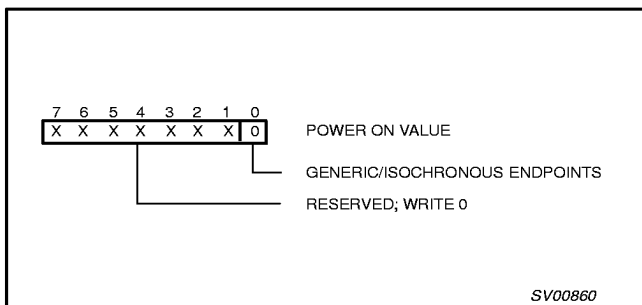 7 6 5 4 3 2 1 0
X X X X X X X 0 POWER ON VALUE
GENERIC/ISOCHRONOUS ENDPOINTS
RESERVED; WRITE 0
SV00860